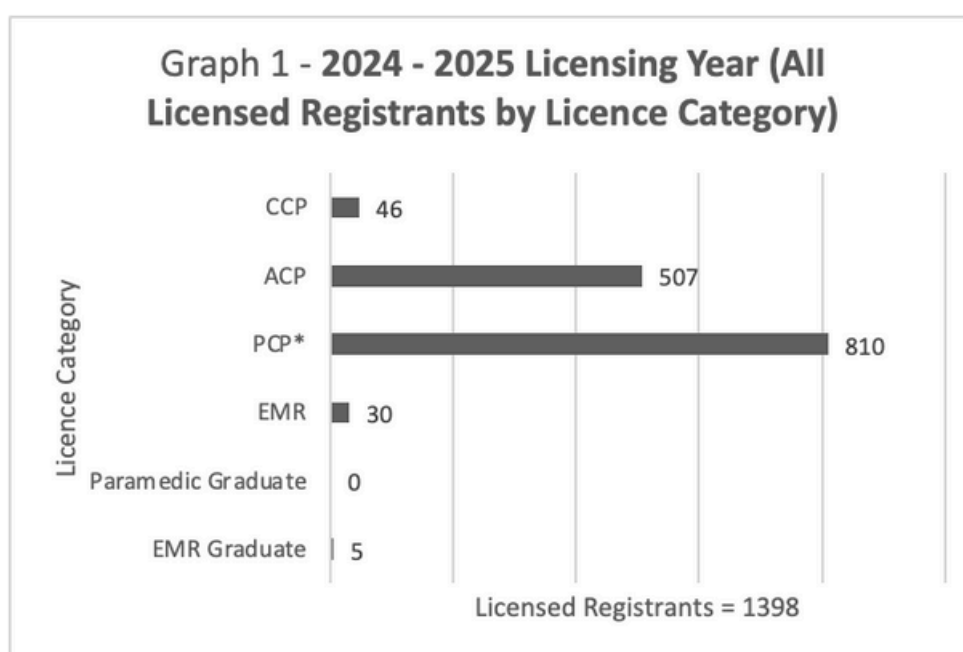 Graph 1 - 2024 - 2025 Licensing Year (All
Licensed Registrants by Licence Category)
Licence Category
CCP 46
ACP 507
PCP* 810
EMR 30
Paramedic Graduate 0
EMR Graduate 5
Licensed Registrants = 1398